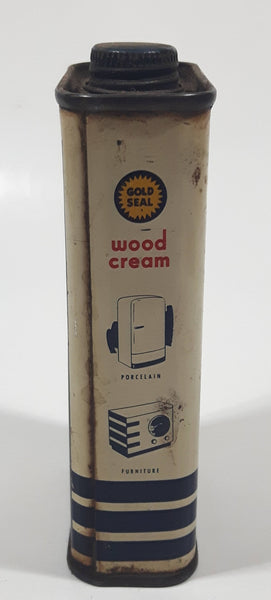 GOLD
SEAL
wood
cream
PORCELAIN
FURNITURE